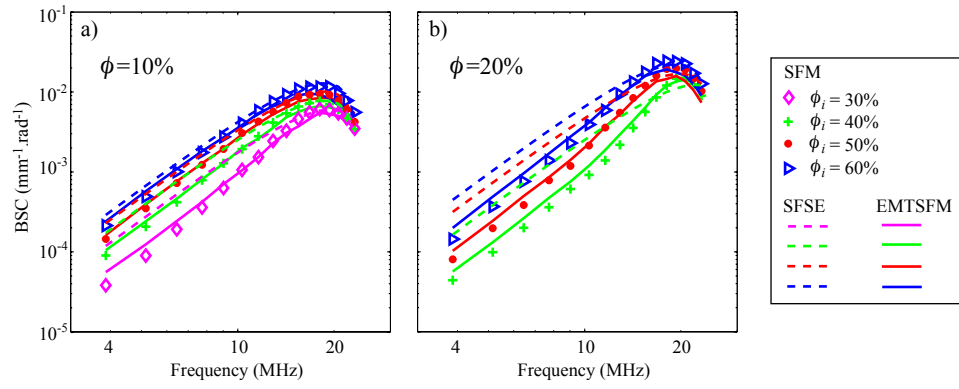 a)
ϕ=10%
10⁻¹
10⁻²
10⁻³
10⁻⁴
10⁻⁵
BSC (mm⁻¹.rad⁻¹)
4 10 20
Frequency (MHz)
b)
ϕ=20%
4 10 20
Frequency (MHz)
SFM
ϕᵢ = 30%
ϕᵢ = 40%
ϕᵢ = 50%
ϕᵢ = 60%
SFSE EMTSFM